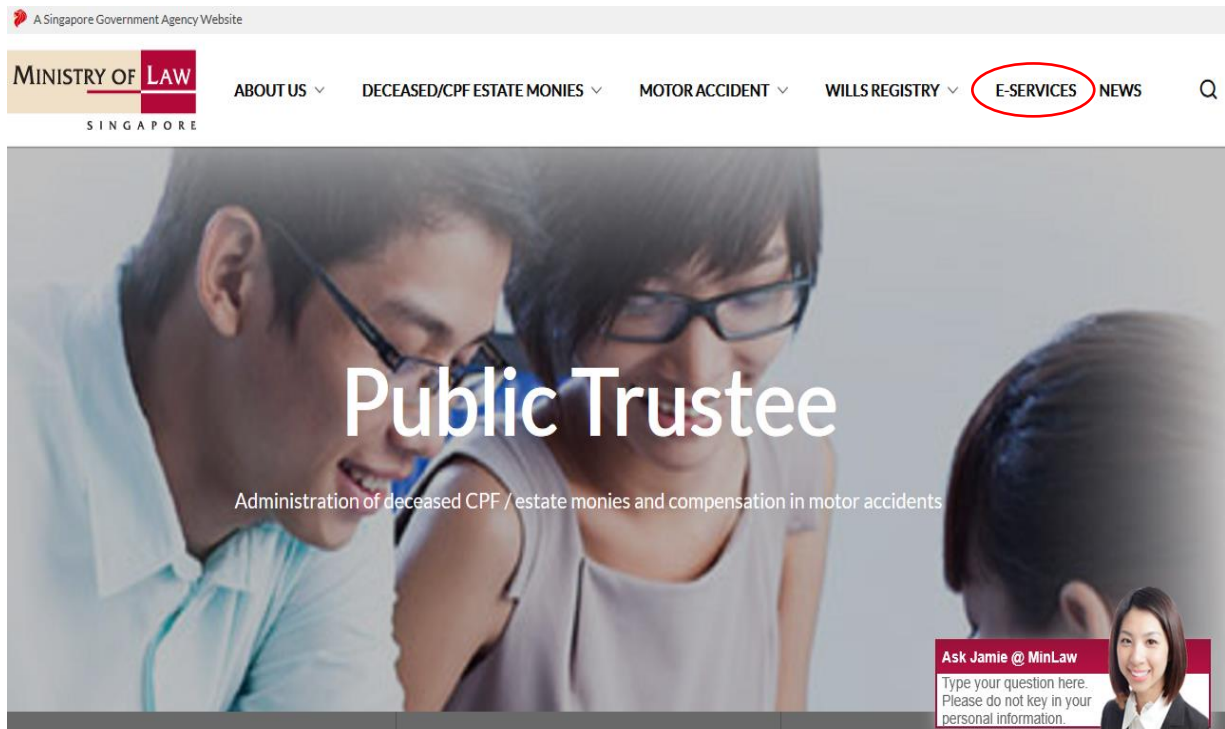 A Singapore Government Agency Website
MINISTRY OF LAW
SINGAPORE
ABOUT US DECEASED/CPF ESTATE MONIES MOTOR ACCIDENT WILLS REGISTRY E-SERVICES NEWS
Public Trustee
Administration of deceased CPF / estate monies and compensation in motor accidents
Ask Jamie @ MinLaw
Type your question here.
Please do not key in your
personal information.